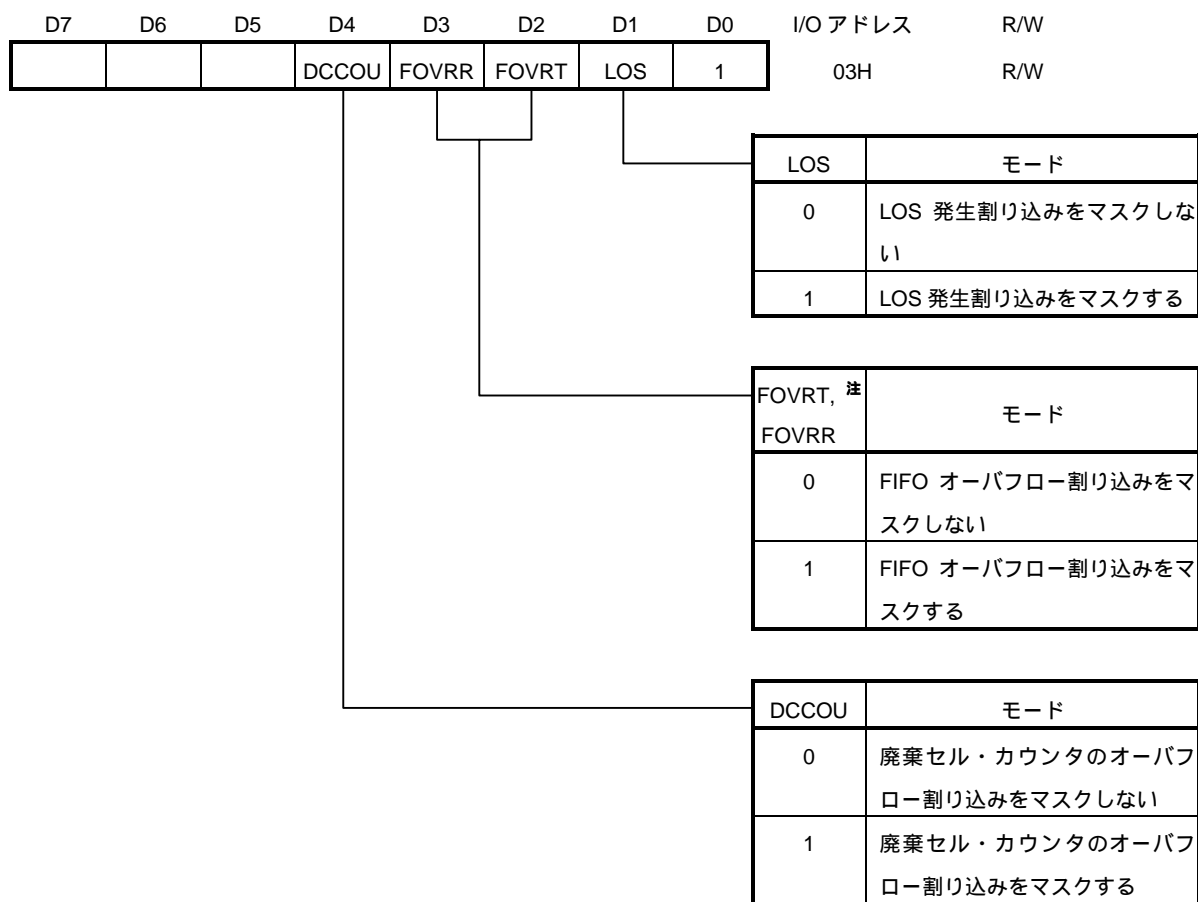 D7 D6 D5 D4 D3 D2 D1 D0 I/O アドレス R/W
DCCOU FOVRR FOVRT LOS 1 03H R/W
LOS モード
0 LOS 発生割り込みをマスクしな
い
1 LOS 発生割り込みをマスクする
FOVRT, 注
FOVRR モード
0 FIFO オーバフロー割り込みをマ
スクしない
1 FIFO オーバフロー割り込みをマ
スクする
DCCOU モード
0 廃棄セル・カウンタのオーバフ
ロー割り込みをマスクしない
1 廃棄セル・カウンタのオーバフ
ロー割り込みをマスクする